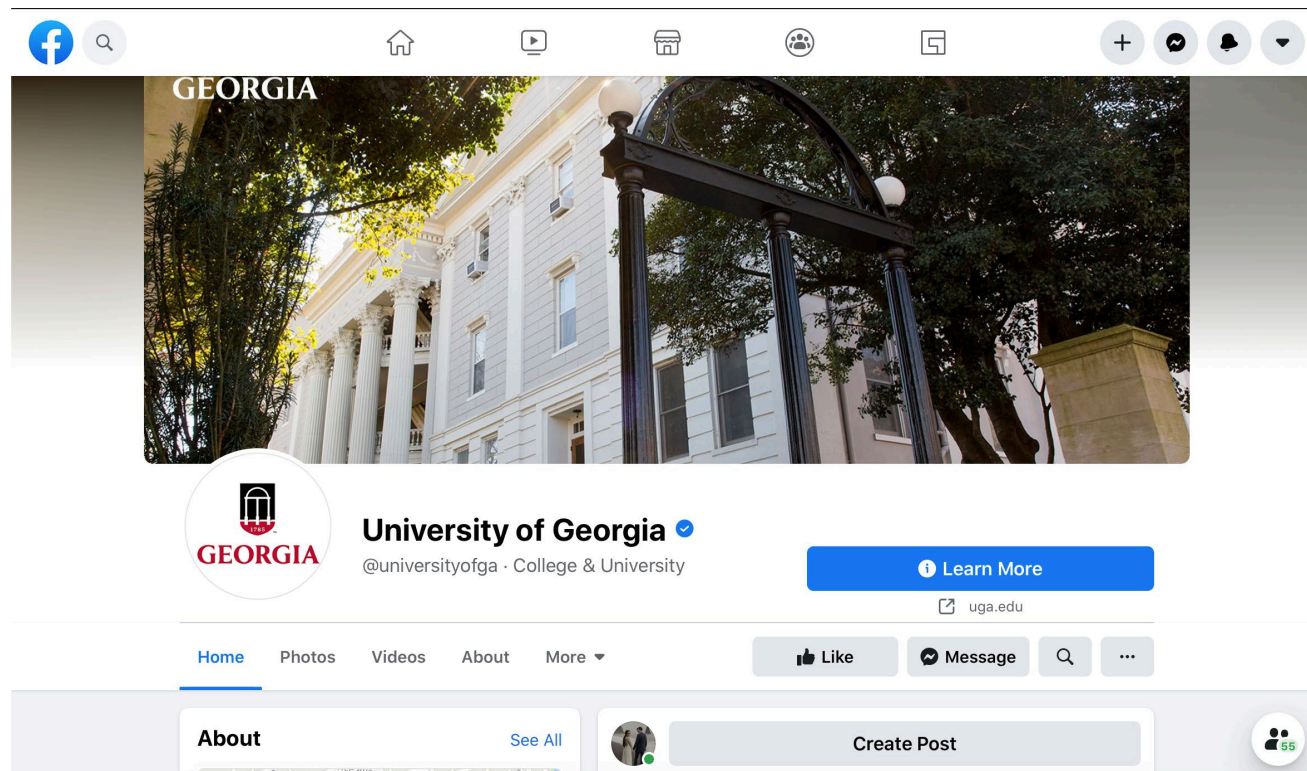 GEORGIA
1785
GEORGIA
University of Georgia
@universityofga · College & University
Learn More
uga.edu
Home Photos Videos About More
Like Message
About See All
Create Post
55